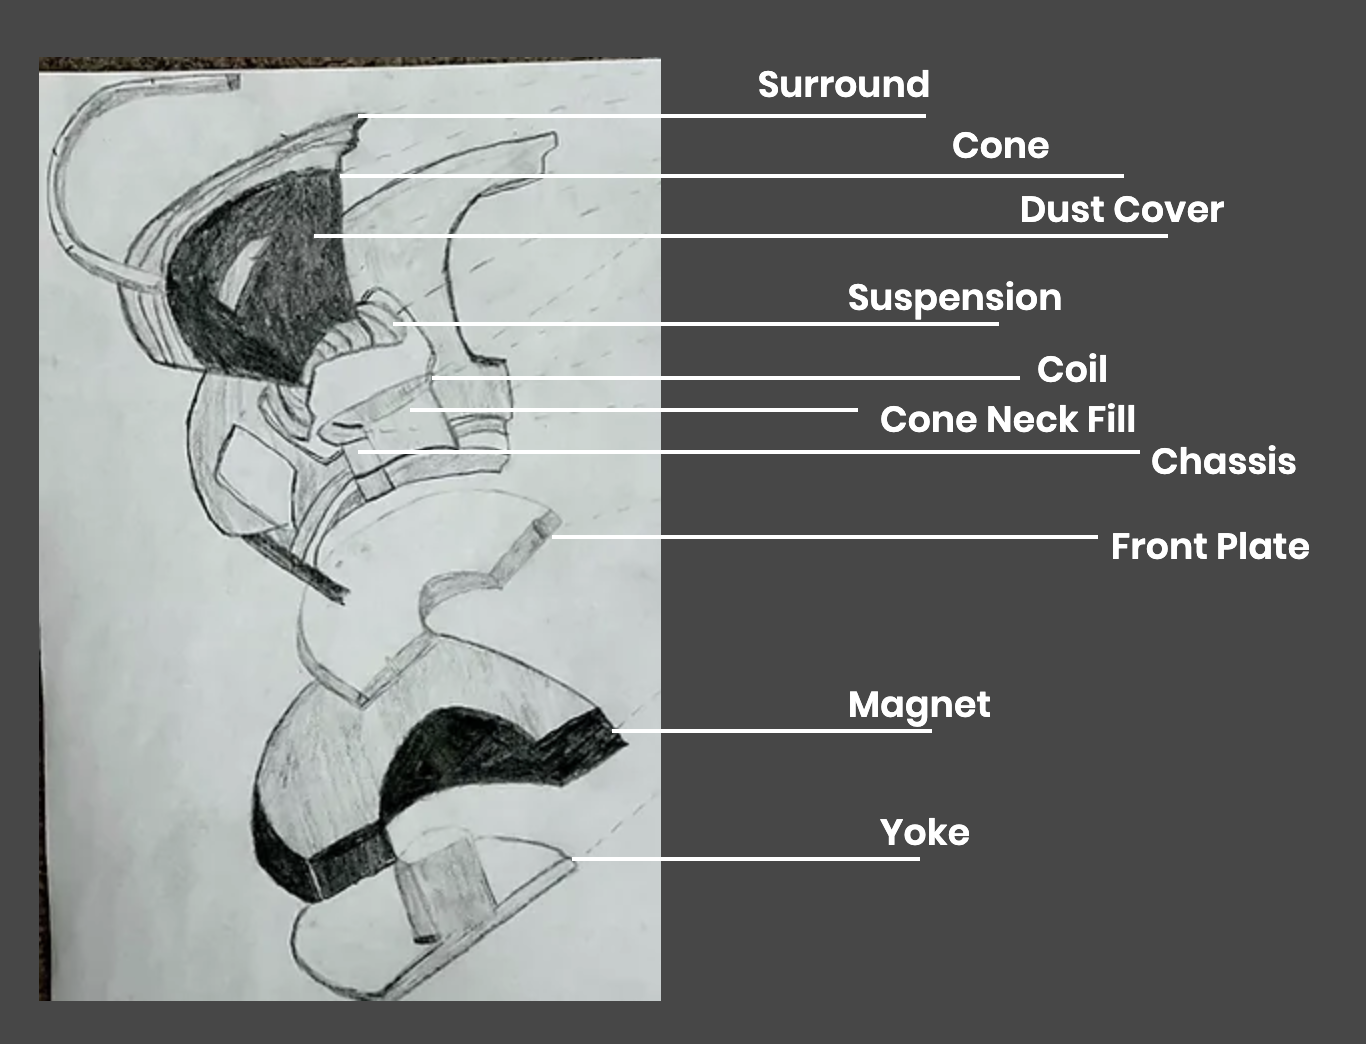 Surround
Cone
Dust Cover
Suspension
Coil
Cone Neck Fill
Chassis
Front Plate
Magnet
Yoke